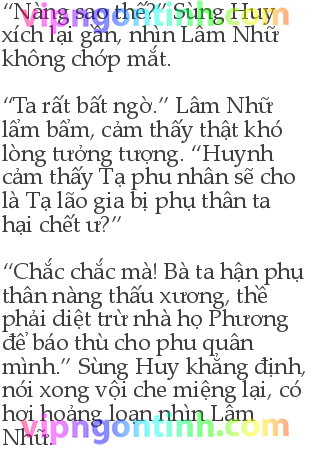 “Nàng sao thế?” Sùng Huy
xích lại gần, nhìn Lâm Nhữ
không chớp mắt.
“Ta rất bất ngờ.” Lâm Nhữ
lẩm bẩm, cảm thấy thật khó
lòng tưởng tượng. “Huynh
cảm thấy Tạ phu nhân sẽ cho
là Tạ lão gia bị phụ thân ta
hại chết ư?”
“Chắc chắc mà! Bà ta hận phụ
thân nàng thấu xương, thề
phải diệt trừ nhà họ Phương
để báo thù cho phu quân
mình.” Sùng Huy khẳng định,
nói xong vội che miệng lại, có
hơi hoảng loạn nhìn Lâm
Nhữ.
vipngontinh.com
vipngontinh.com